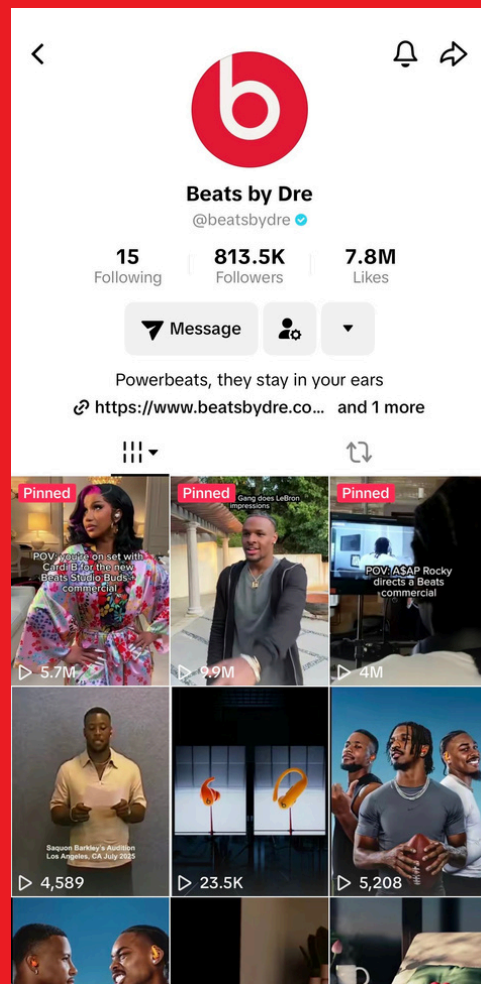 b
Beats by Dre
@beatsbydre
15
813.5K
7.8M
Following
Followers
Likes
Message
Powerbeats, they stay in your ears
https://www.beatsbydre.co... and 1 more
Pinned
POV: you're on set with
Cardi B for the new
Beats Studio Buds+
commercial
5.7M
Pinned
Gang does LeBron
impressions
9.9M
Pinned
POV: A$AP Rocky
directs a Beats
commercial
4M
Saquon Barkley's Audition
Los Angeles, CA July 2025
4,589
23.5K
5,208